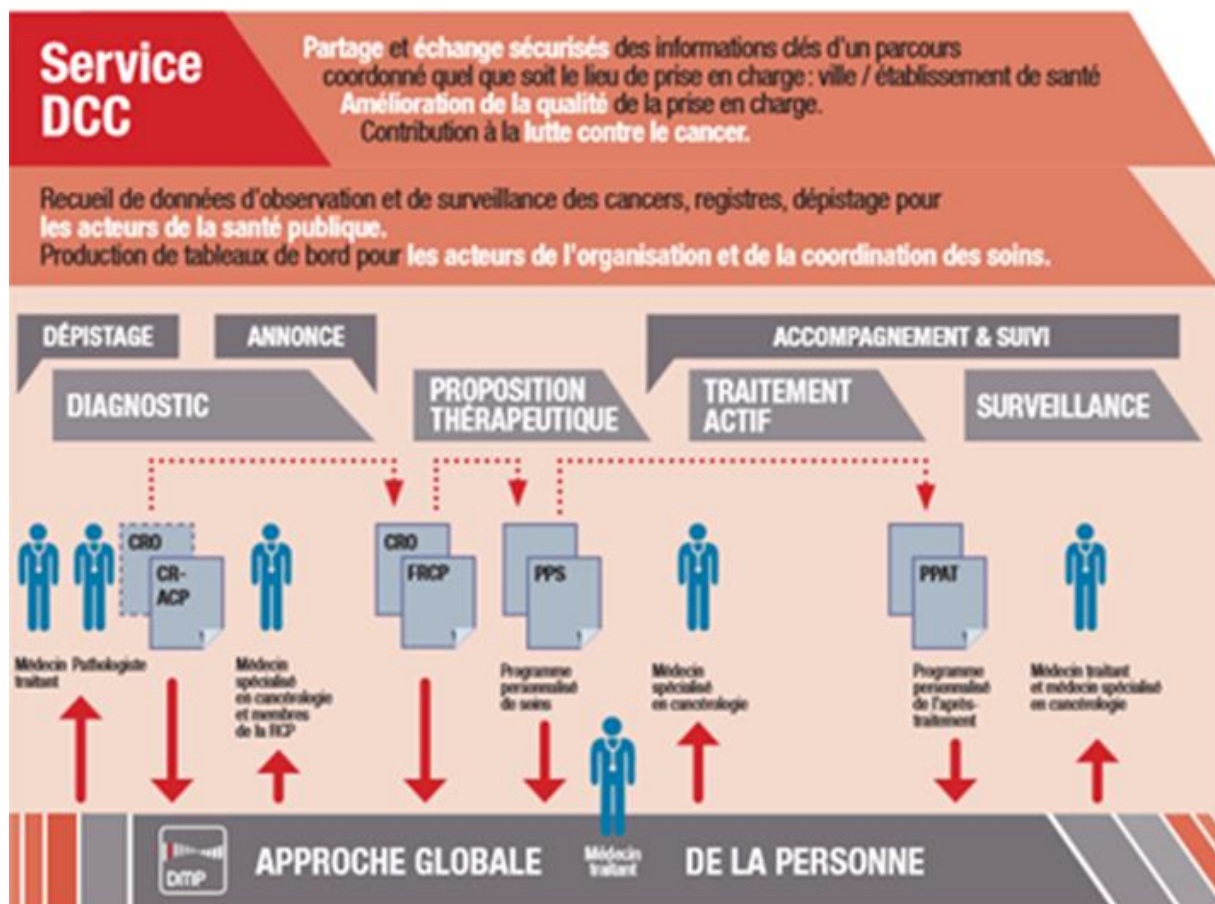 Service
DCC
Partage et échange sécurisés des informations clés d'un parcours
coordonné quel que soit le lieu de prise en charge : ville / établissement de santé
Amélioration de la qualité de la prise en charge.
Contribution à la lutte contre le cancer.
Recueil de données d'observation et de surveillance des cancers, registres, dépistage pour
les acteurs de la santé publique.
Production de tableaux de bord pour les acteurs de l'organisation et de la coordination des soins.
DÉPISTAGE
ANNONCE
ACCOMPAGNEMENT & SUIVI
DIAGNOSTIC
PROPOSITION
THÉRAPEUTIQUE
TRAITEMENT
ACTIF
SURVEILLANCE
CRO
CR-
ACP
CRO
FRCP
PPS
PPAT
Médecin
traitant
Pathologiste
Médecin
spécialisé
en cancérologie
et membres
de la RCP
Programme
personnalisé
de soins
Médecin
spécialisé
en cancérologie
Programme
personnalisé
de l'après-
traitement
Médecin traitant
et médecin spécialisé
en cancérologie
DMP
APPROCHE GLOBALE
Médecin
traitant
DE LA PERSONNE